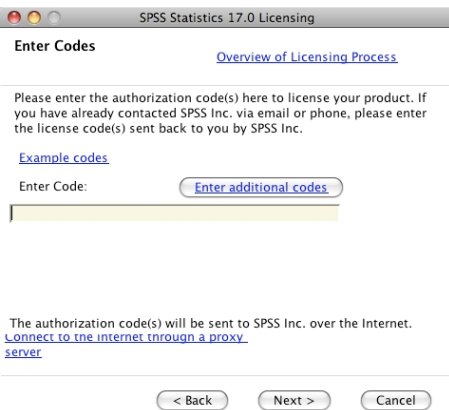 SPSS Statistics 17.0 Licensing
Enter Codes
Overview of Licensing Process
Please enter the authorization code(s) here to license your product. If
you have already contacted SPSS Inc. via email or phone, please enter
the license code(s) sent back to you by SPSS Inc.
Example codes
Enter Code:
Enter additional codes
The authorization code(s) will be sent to SPSS Inc. over the Internet.
Connect to the internet through a proxy
server
< Back
Next >
Cancel